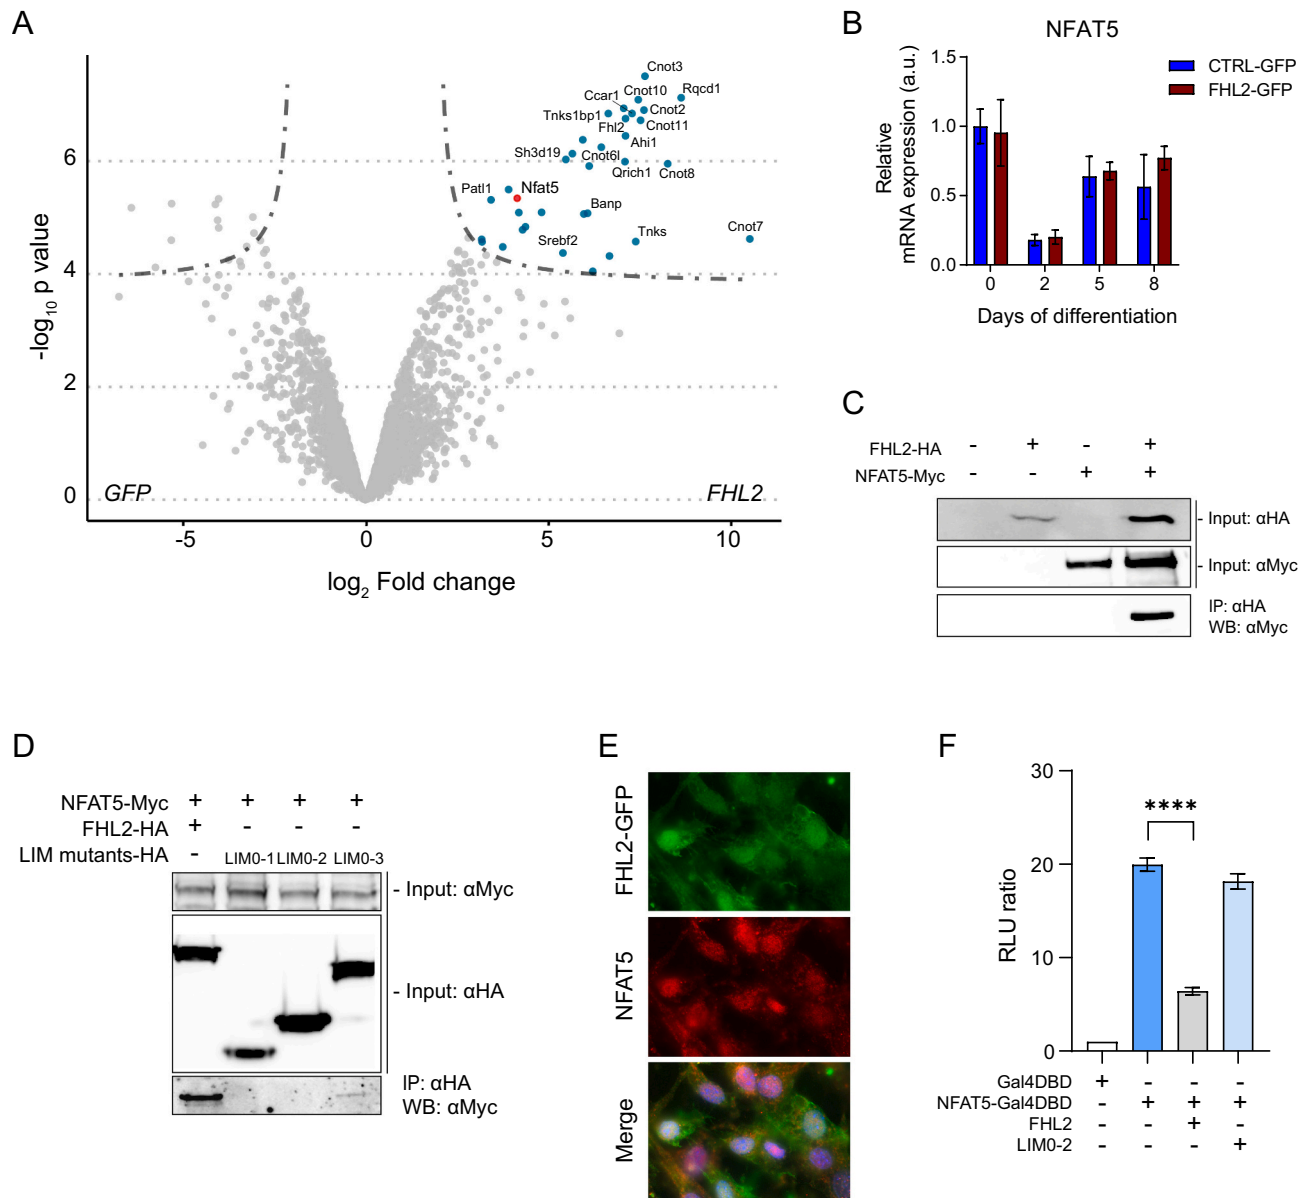 A
-log10 p value
6
4
2
0
-5
0
5
10
log2 Fold change
GFP
FHL2
Cnot3
Cnot10
Rqcd1
Ccar1
Cnot2
Tnks1bp1
Fhl2
Cnot11
Ahi1
Sh3d19
Cnot6l
Qrich1
Cnot8
Patl1
Nfat5
Banp
Srebf2
Tnks
Cnot7
B
NFAT5
Relative
mRNA expression (a.u.)
1.5
1.0
0.5
0.0
0 2 5 8
Days of differentiation
CTRL-GFP
FHL2-GFP
C
FHL2-HA - + - +
NFAT5-Myc - - + +
- Input: αHA
- Input: αMyc
IP: αHA
WB: αMyc
D
NFAT5-Myc + + + +
FHL2-HA + - - -
LIM mutants-HA - LIM0-1 LIM0-2 LIM0-3
- Input: αMyc
- Input: αHA
IP: αHA
WB: αMyc
E
FHL2-GFP
NFAT5
Merge
F
RLU ratio
30
20
10
0
****
Gal4DBD + - - -
NFAT5-Gal4DBD - + + +
FHL2 - - + -
LIM0-2 - - - +